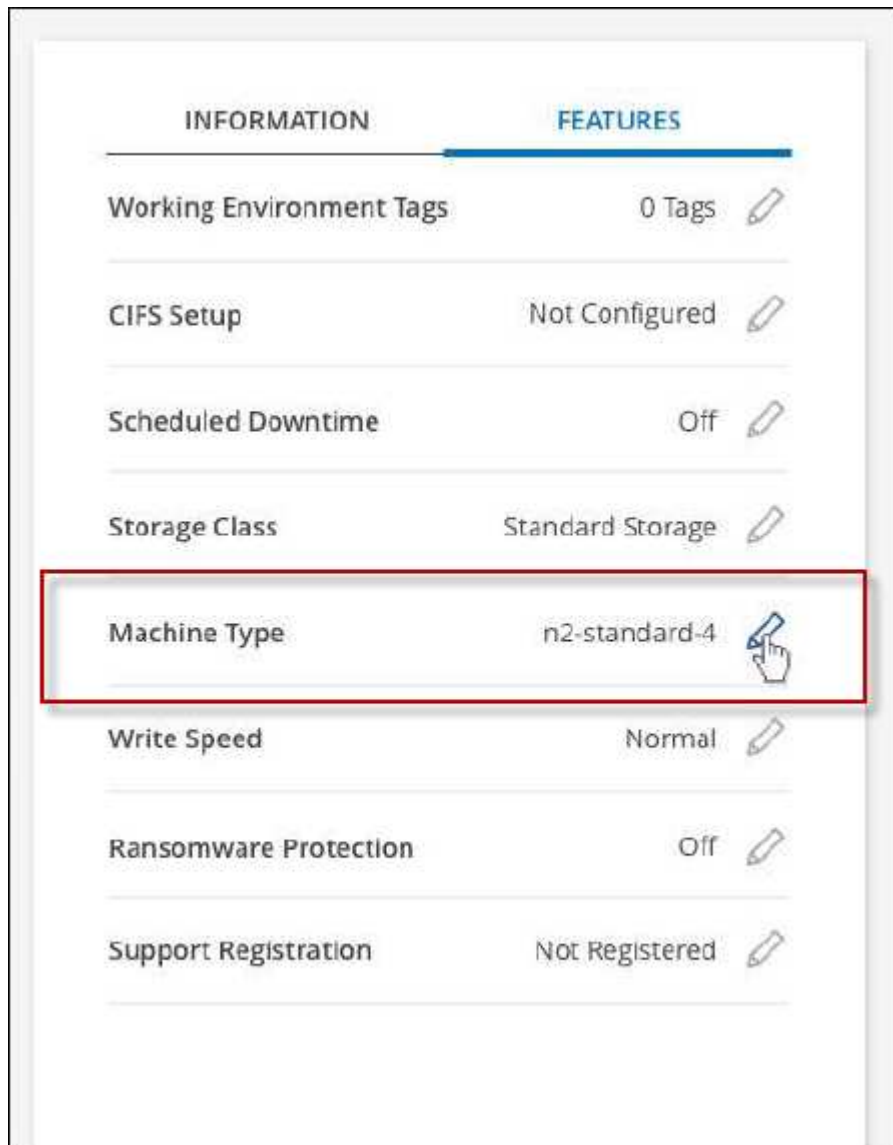 INFORMATION FEATURES
Working Environment Tags 0 Tags
CIFS Setup Not Configured
Scheduled Downtime Off
Storage Class Standard Storage
Machine Type n2-standard-4
Write Speed Normal
Ransomware Protection Off
Support Registration Not Registered